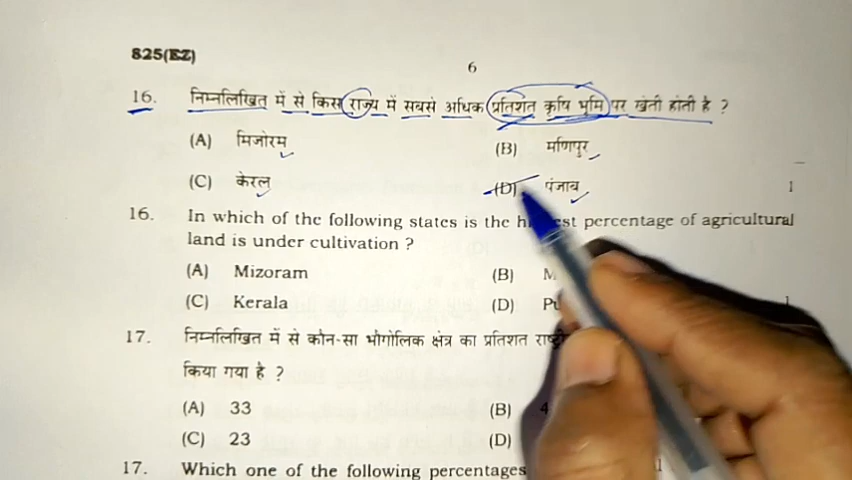 825(EZ)
6
16. निम्नलिखित में से किस राज्य में सबसे अधिक प्रतिशत कृषि भूमि पर खेती होती है ?
(A) मिजोरम (B) मणिपुर
(C) केरल (D) पंजाब 1
16. In which of the following states is the highest percentage of agricultural
land is under cultivation ?
(A) Mizoram (B) M
(C) Kerala (D) Pu 1
17. निम्नलिखित में से कौन-सा भौगोलिक क्षेत्र का प्रतिशत
किया गया है ?
(A) 33 (B) 4
(C) 23 (D)
17. Which one of the following percentages